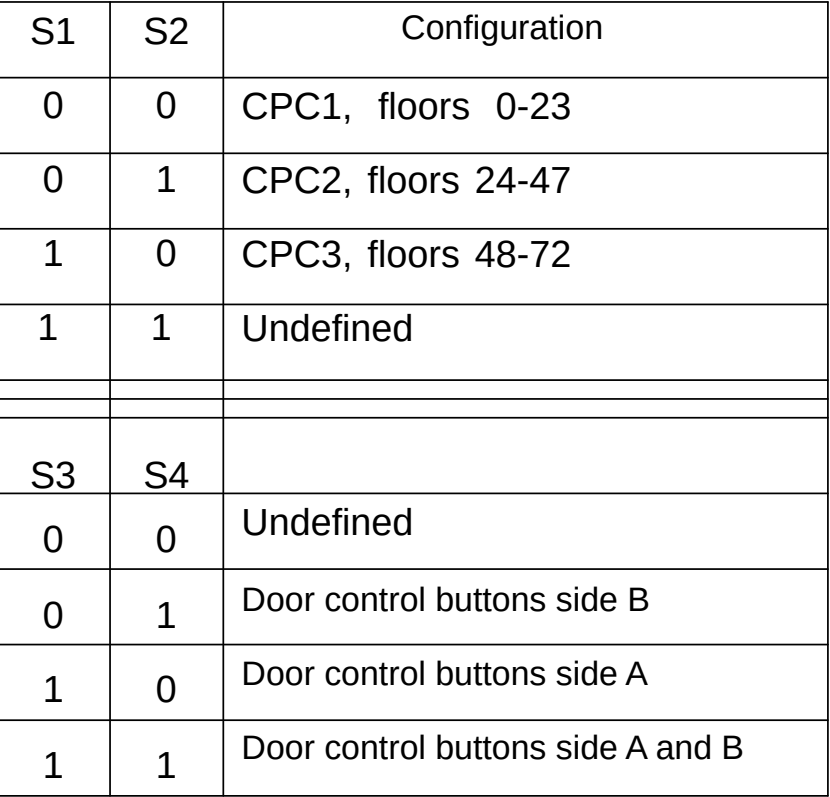 S1 S2 Configuration
0 0 CPC1, floors 0-23
0 1 CPC2, floors 24-47
1 0 CPC3, floors 48-72
1 1 Undefined
S3 S4
0 0 Undefined
0 1 Door control buttons side B
1 0 Door control buttons side A
1 1 Door control buttons side A and B